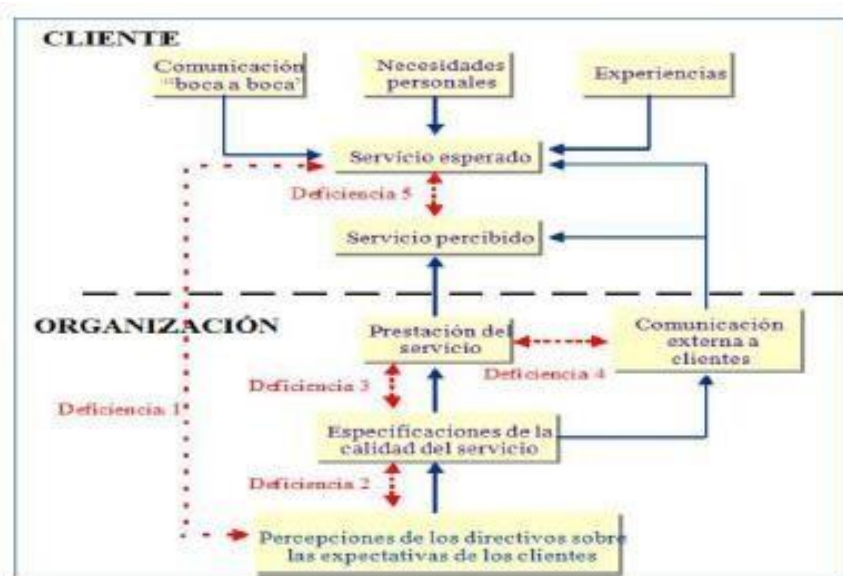 CLIENTE
Comunicación
"boca a boca"
Necesidades
personales
Experiencias
Servicio esperado
Deficiencia 5
Servicio percibido
ORGANIZACIÓN
Prestación del
servicio
Comunicación
externa a
clientes
Deficiencia 4
Deficiencia 3
Deficiencia 1
Especificaciones de la
calidad del servicio
Deficiencia 2
Percepciones de los directivos sobre
las expectativas de los clientes